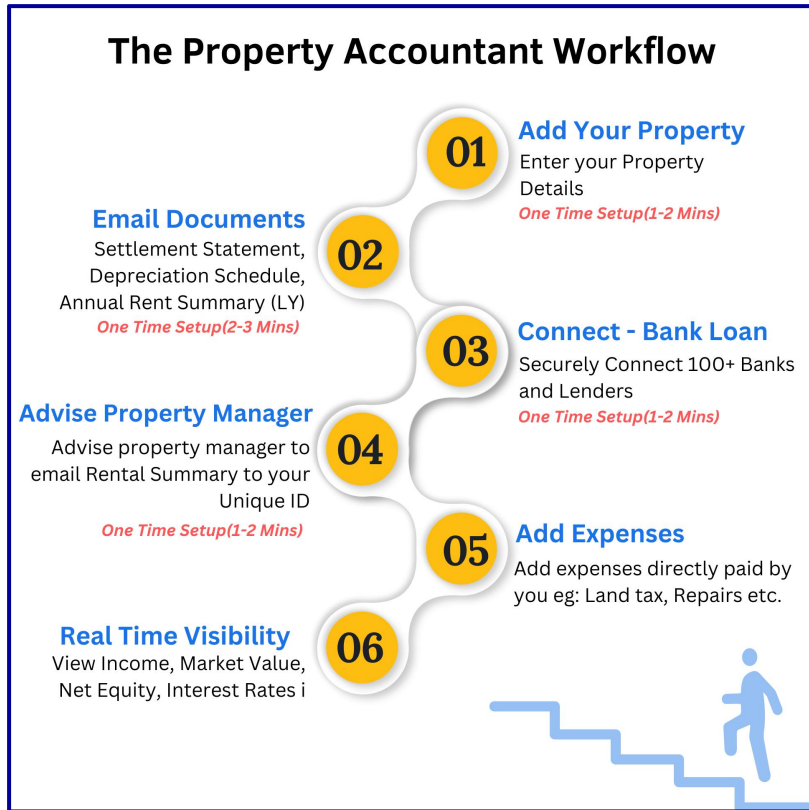 The Property Accountant Workflow
01
Add Your Property
Enter your Property
Details
One Time Setup(1-2 Mins)
02
Email Documents
Settlement Statement,
Depreciation Schedule,
Annual Rent Summary (LY)
One Time Setup(2-3 Mins)
03
Connect - Bank Loan
Securely Connect 100+ Banks
and Lenders
One Time Setup(1-2 Mins)
04
Advise Property Manager
Advise property manager to
email Rental Summary to your
Unique ID
One Time Setup(1-2 Mins)
05
Add Expenses
Add expenses directly paid by
you eg: Land tax, Repairs etc.
06
Real Time Visibility
View Income, Market Value,
Net Equity, Interest Rates i